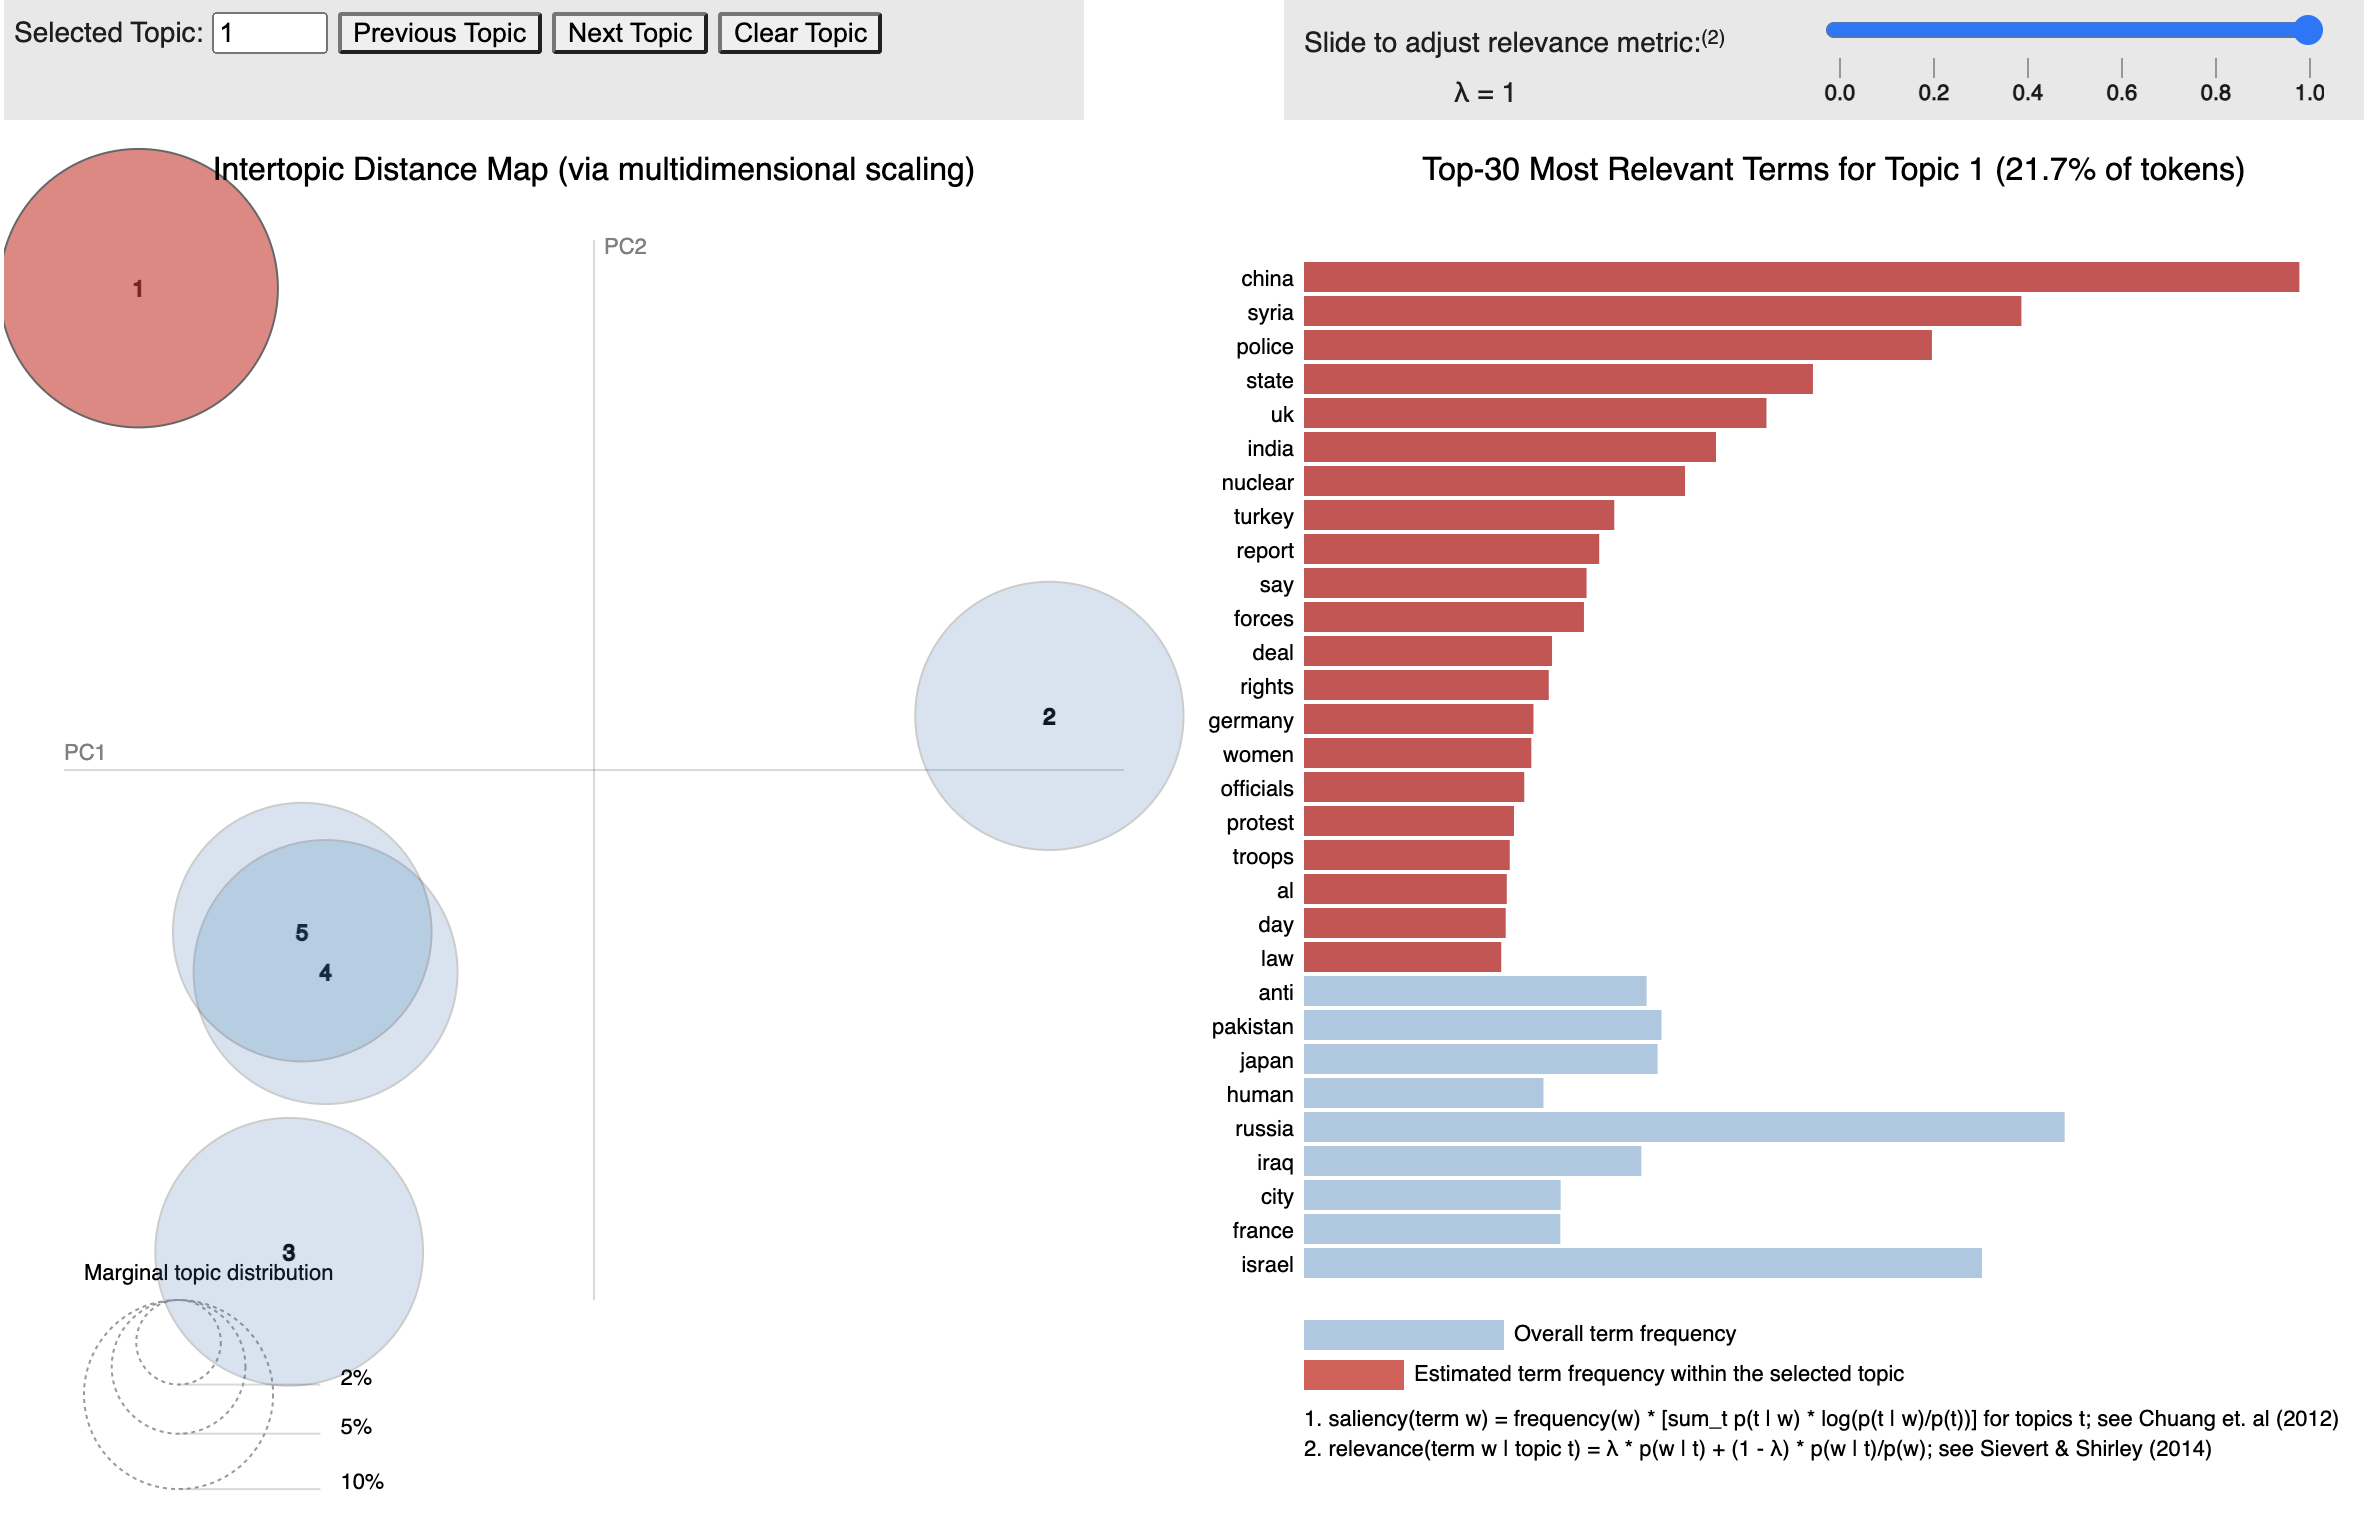 Selected Topic: 1 Previous Topic Next Topic Clear Topic
Slide to adjust relevance metric:(2)
λ = 1
0.0 0.2 0.4 0.6 0.8 1.0
Intertopic Distance Map (via multidimensional scaling)
PC2
PC1
1
2
5
4
3
Marginal topic distribution
2%
5%
10%
Top-30 Most Relevant Terms for Topic 1 (21.7% of tokens)
china
syria
police
state
uk
india
nuclear
turkey
report
say
forces
deal
rights
germany
women
officials
protest
troops
al
day
law
anti
pakistan
japan
human
russia
iraq
city
france
israel
Overall term frequency
Estimated term frequency within the selected topic
1. saliency(term w) = frequency(w) * [sum_t p(t | w) * log(p(t | w)/p(t))] for topics t; see Chuang et. al (2012)
2. relevance(term w | topic t) = λ * p(w | t) + (1 - λ) * p(w | t)/p(w); see Sievert & Shirley (2014)